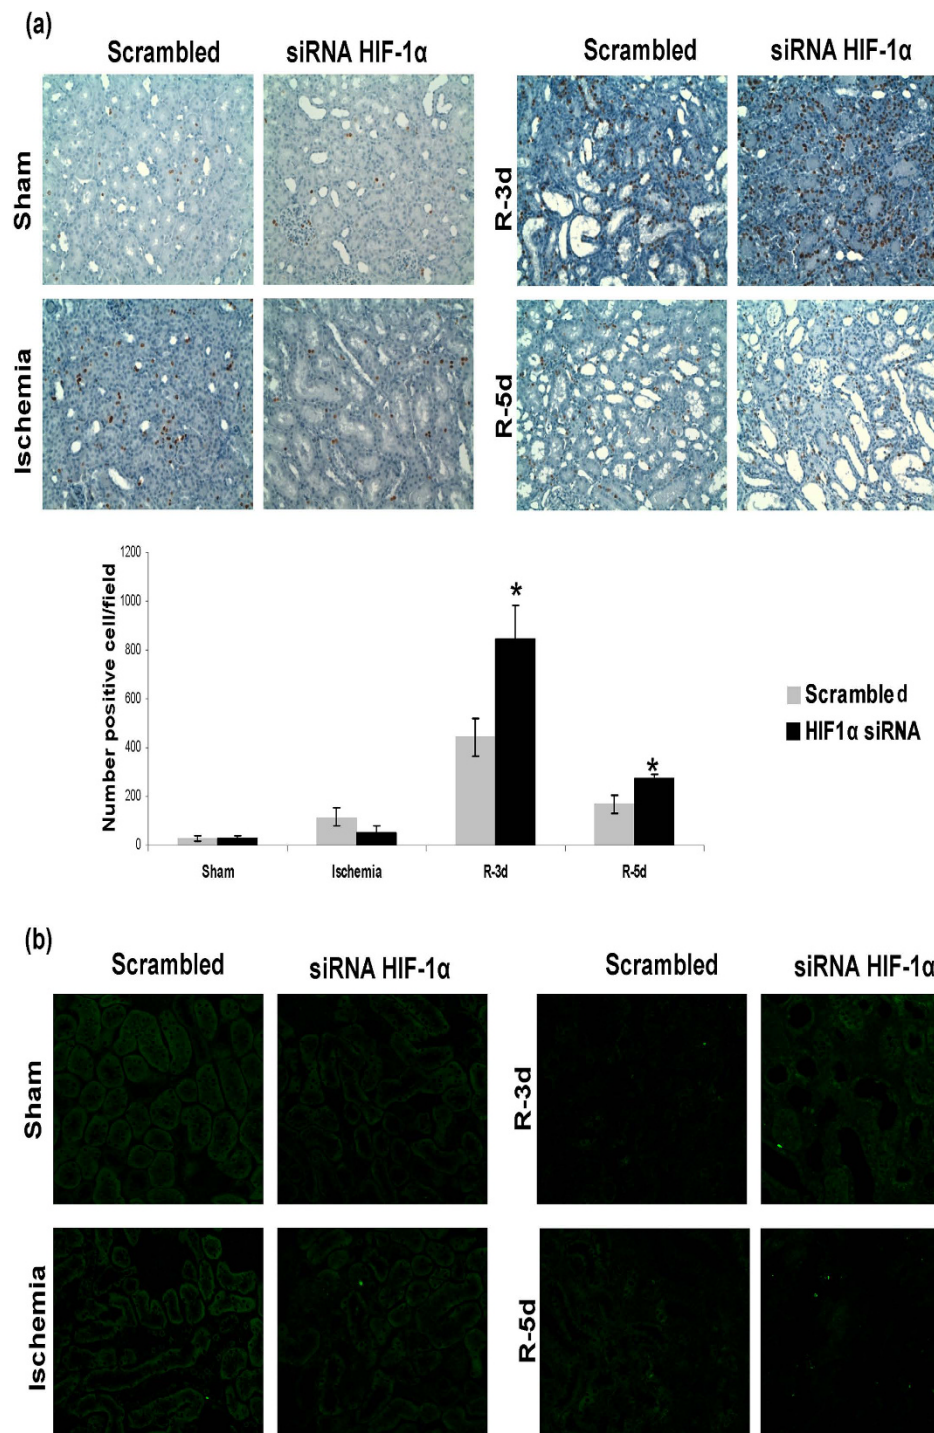 (a)
Scrambled siRNA HIF-1α Scrambled siRNA HIF-1α
Sham
R-3d
Ischemia
R-5d
Number positive cell/field
1200
1000
800
600
400
200
0
*
*
Sham Ischemia R-3d R-5d
Scrambled
HIF1α siRNA
(b)
Scrambled siRNA HIF-1α Scrambled siRNA HIF-1α
Sham
R-3d
Ischemia
R-5d